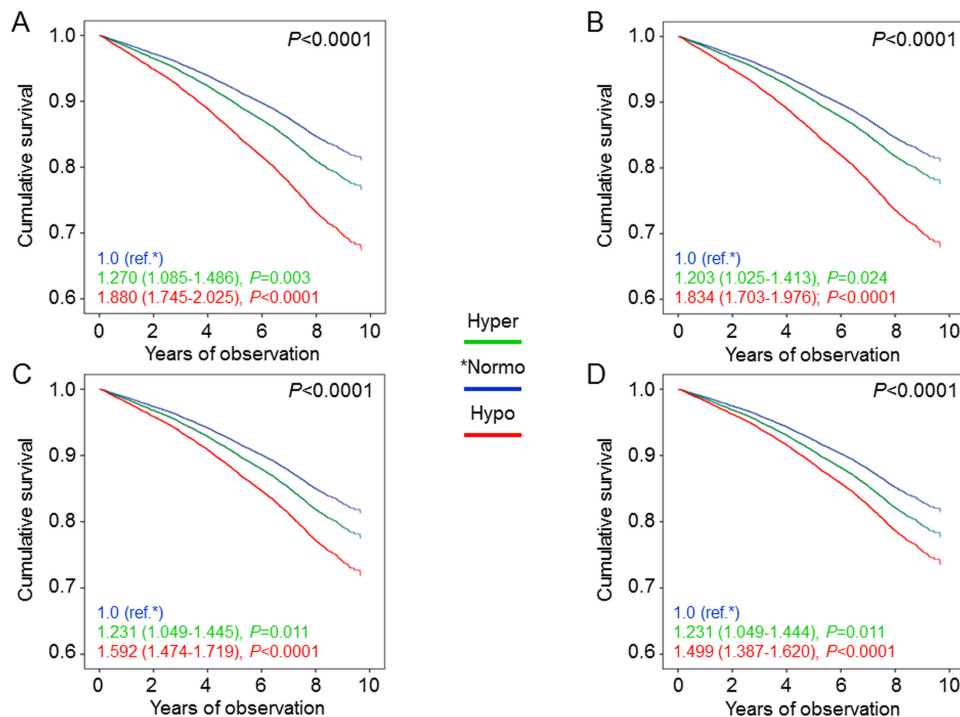 A
P<0.0001
Cumulative survival
1.0
0.9
0.8
0.7
0.6
1.0 (ref.*)
1.270 (1.085-1.486), P=0.003
1.880 (1.745-2.025), P<0.0001
0 2 4 6 8 10
Years of observation
B
P<0.0001
Cumulative survival
1.0
0.9
0.8
0.7
0.6
1.0 (ref.*)
1.203 (1.025-1.413), P=0.024
1.834 (1.703-1.976); P<0.0001
0 2 4 6 8 10
Years of observation
Hyper
*Normo
Hypo
C
P<0.0001
Cumulative survival
1.0
0.9
0.8
0.7
0.6
1.0 (ref.*)
1.231 (1.049-1.445), P=0.011
1.592 (1.474-1.719), P<0.0001
0 2 4 6 8 10
Years of observation
D
P<0.0001
Cumulative survival
1.0
0.9
0.8
0.7
0.6
1.0 (ref.*)
1.231 (1.049-1.444), P=0.011
1.499 (1.387-1.620), P<0.0001
0 2 4 6 8 10
Years of observation